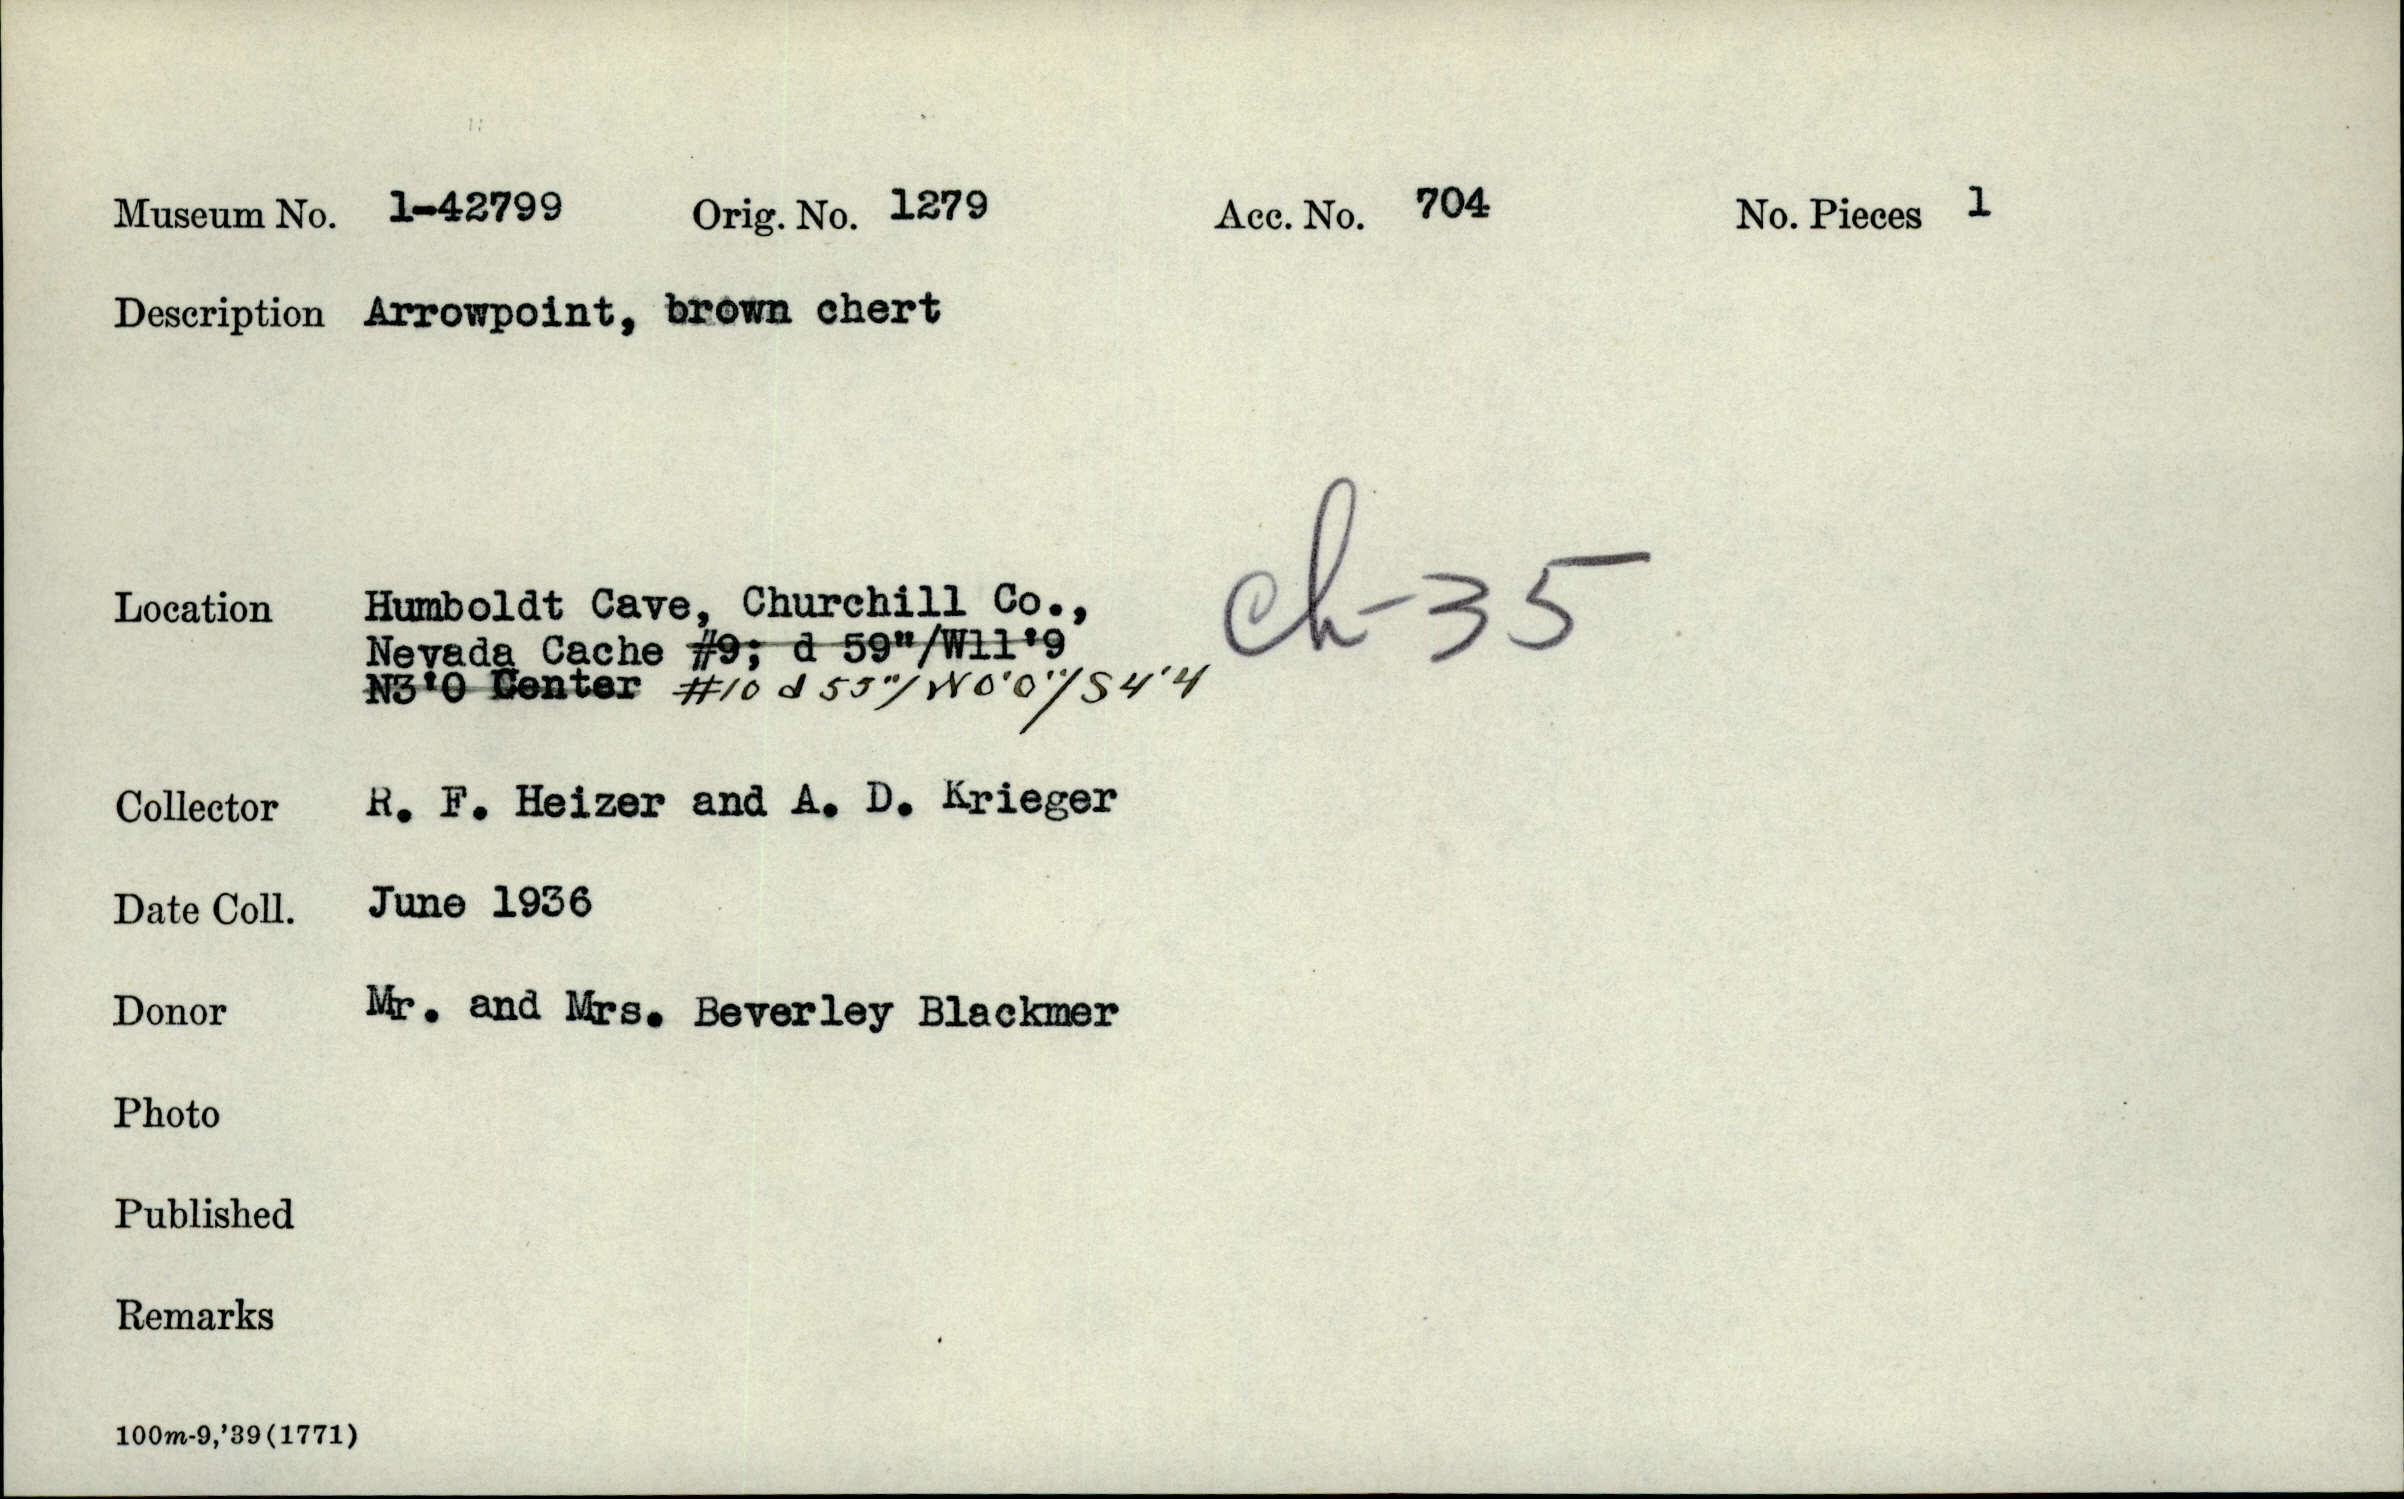 Museum No. 1-42799 Orig. No. 1279 Acc. No. 704 No. Pieces 1
Description Arrowpoint, brown chert
Location Humboldt Cave, Churchill Co.,
Nevada Cache #9; d 59"/W11'9
N3'0 Center #10 d 55"/W0'0"/S4'4
ch-35
Collector R. F. Heizer and A. D. Krieger
Date Coll. June 1936
Donor Mr. and Mrs. Beverley Blackmer
Photo
Published
Remarks
100m-9,'39(1771)